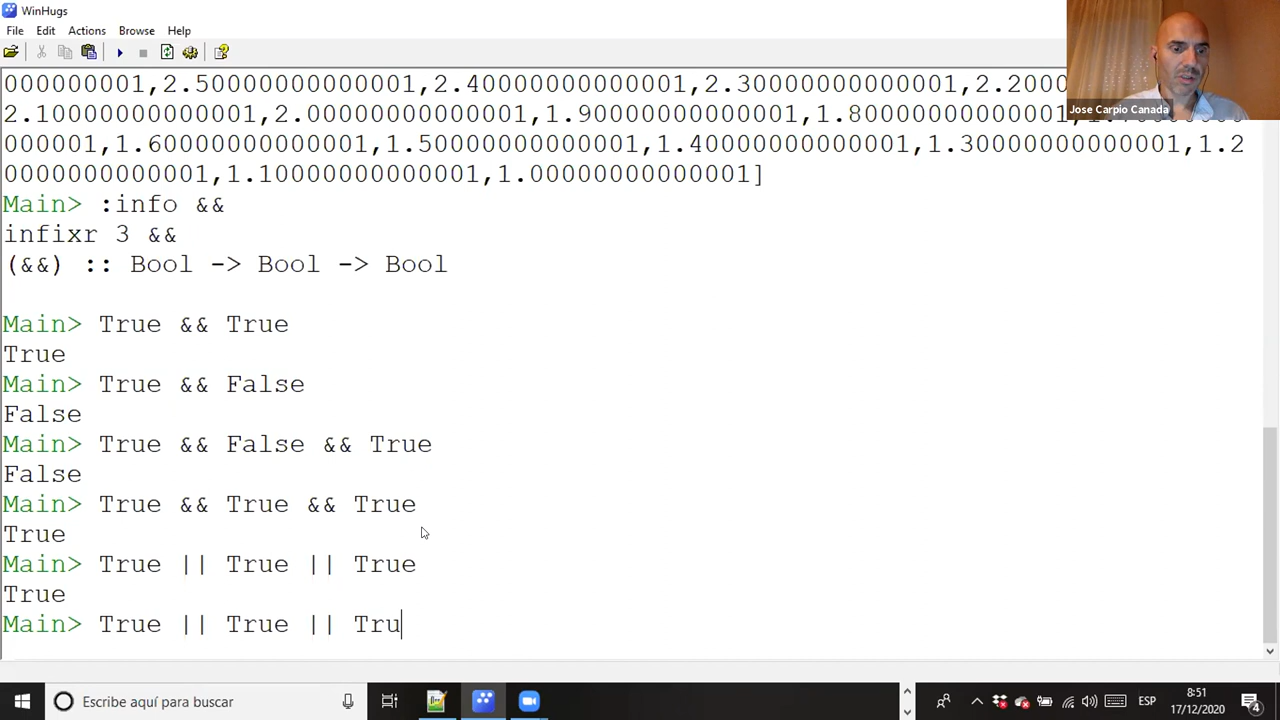 WinHugs
File Edit Actions Browse Help
000000001,2.50000000000001,2.40000000000001,2.30000000000001,2.2000
2.10000000000001,2.00000000000001,1.90000000000001,1.80000000000001,
000001,1.60000000000001,1.50000000000001,1.40000000000001,1.30000000000001,1.2
0000000000001,1.10000000000001,1.00000000000001]
Jose Carpio Canada
Main> :info &&
infixr 3 &&
(&&) :: Bool -> Bool -> Bool
Main> True && True
True
Main> True && False
False
Main> True && False && True
False
Main> True && True && True
True
Main> True || True || True
True
Main> True || True || Tru
Escribe aquí para buscar
ESP
8:51
17/12/2020
4